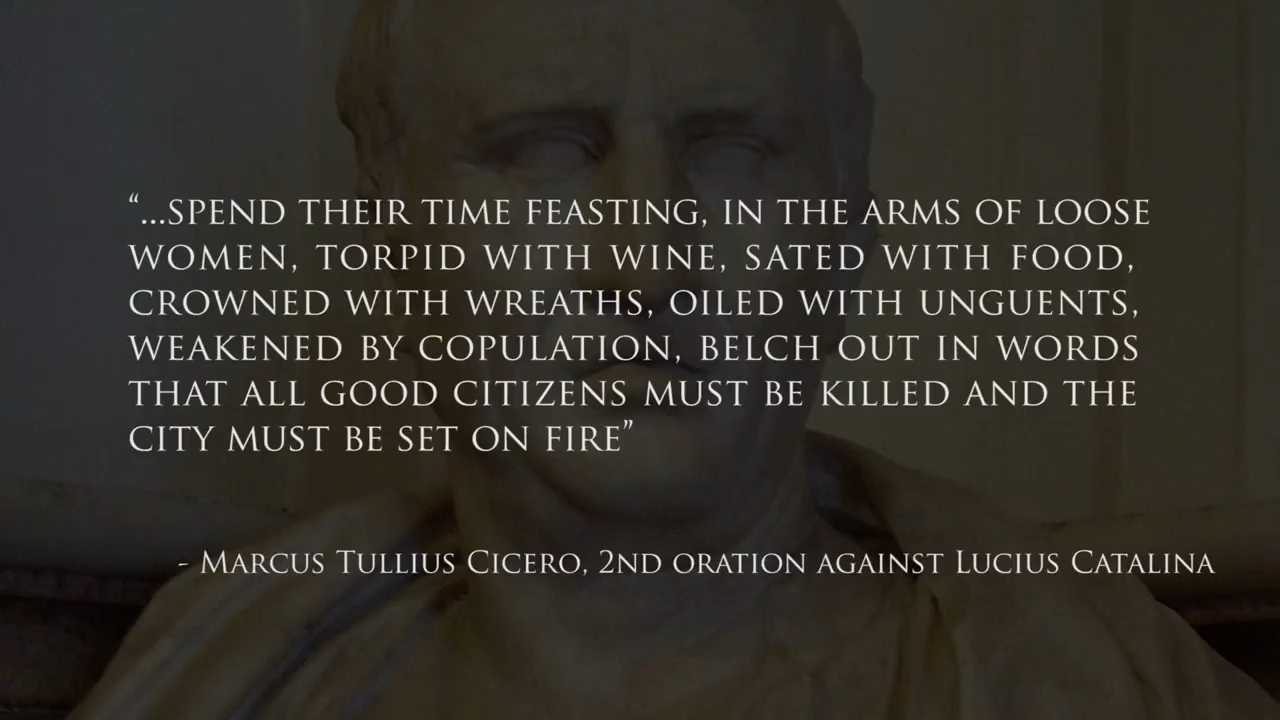 “...SPEND THEIR TIME FEASTING, IN THE ARMS OF LOOSE
WOMEN, TORPID WITH WINE, SATED WITH FOOD,
CROWNED WITH WREATHS, OILED WITH UNGUENTS,
WEAKENED BY COPULATION, BELCH OUT IN WORDS
THAT ALL GOOD CITIZENS MUST BE KILLED AND THE
CITY MUST BE SET ON FIRE”
- Marcus Tullius Cicero, 2nd oration against Lucius Catalina